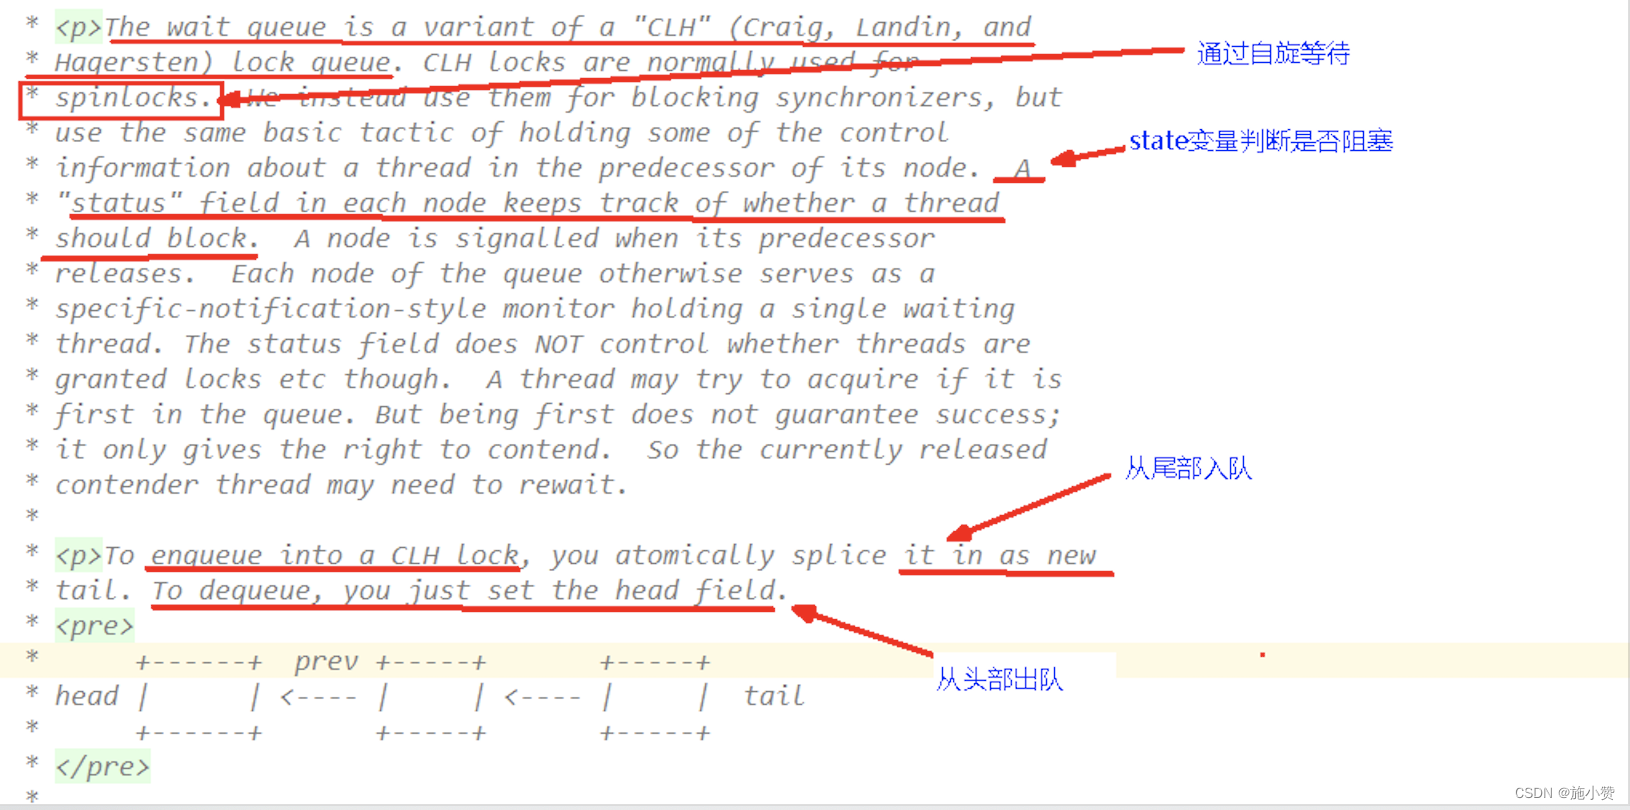 * <p>The wait queue is a variant of a "CLH" (Craig, Landin, and
* Hagersten) lock queue. CLH locks are normally used for
通过自旋等待
* spinlocks.  We instead use them for blocking synchronizers, but
* use the same basic tactic of holding some of the control
state变量判断是否阻塞
* information about a thread in the predecessor of its node.  A
* "status" field in each node keeps track of whether a thread
* should block.  A node is signalled when its predecessor
* releases.  Each node of the queue otherwise serves as a
* specific-notification-style monitor holding a single waiting
* thread. The status field does NOT control whether threads are
* granted locks etc though.  A thread may try to acquire if it is
* first in the queue. But being first does not guarantee success;
* it only gives the right to contend.  So the currently released
从尾部入队
* contender thread may need to rewait.
*
* <p>To enqueue into a CLH lock, you atomically splice it in as new
* tail. To dequeue, you just set the head field.
* <pre>
*      +------+  prev +-----+       +-----+
从头部出队
* head |      | <---- |     | <---- |     |  tail
*      +------+       +-----+       +-----+
* </pre>
*
CSDN @施小赞